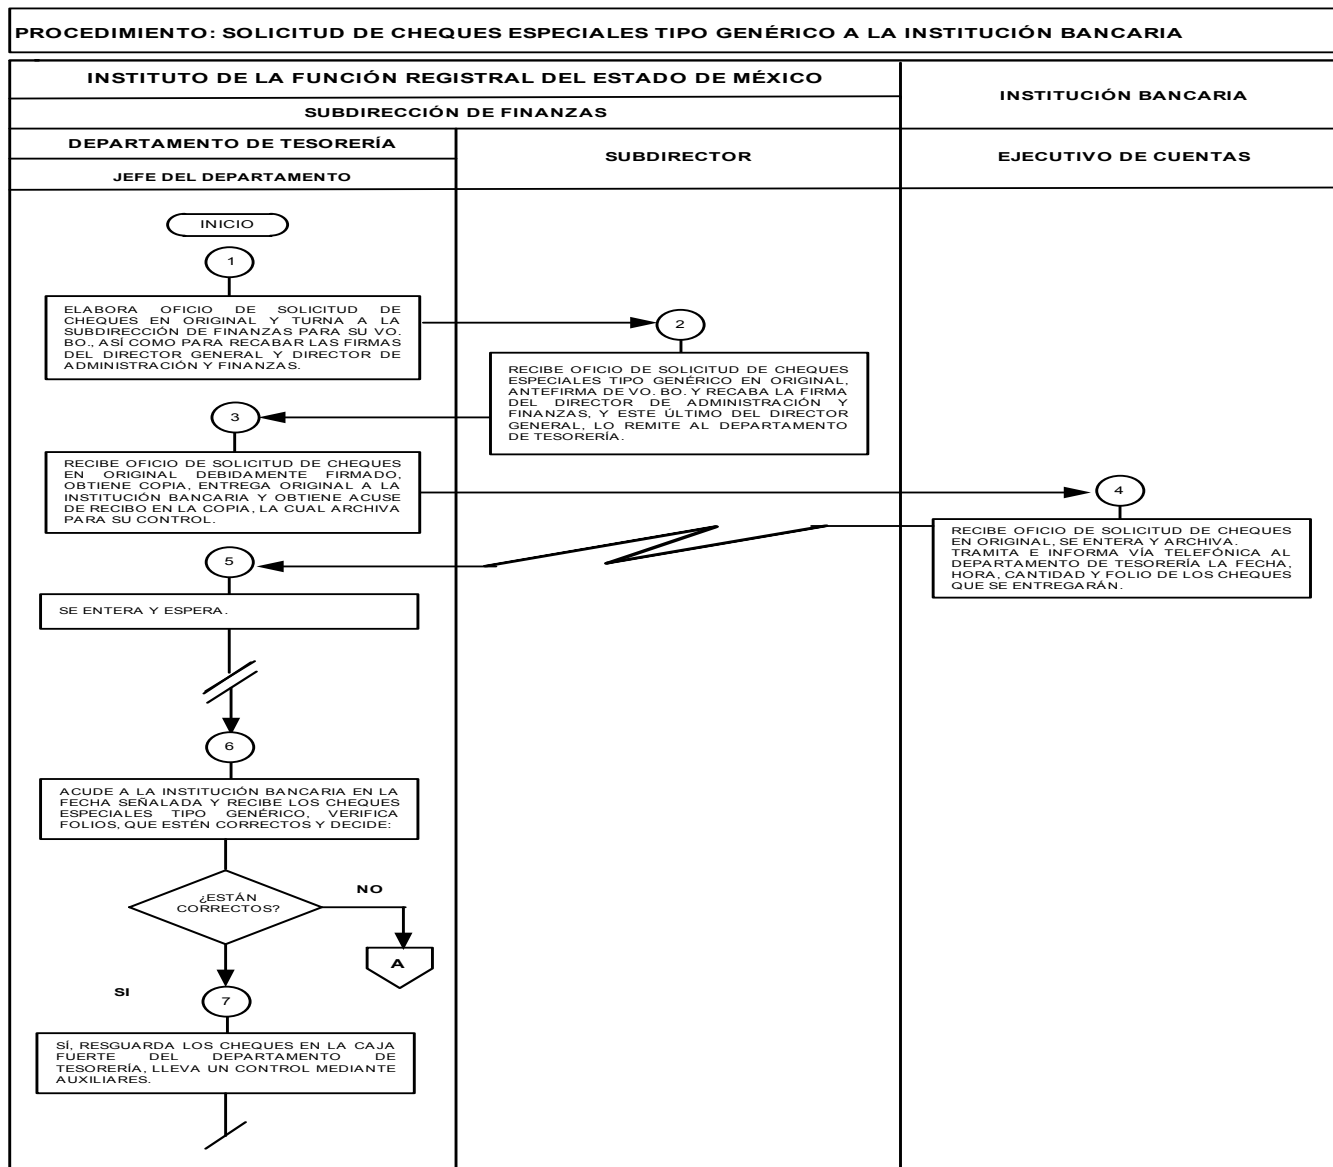 PROCEDIMIENTO: SOLICITUD DE CHEQUES ESPECIALES TIPO GENÉRICO A LA INSTITUCIÓN BANCARIA
INSTITUTO DE LA FUNCIÓN REGISTRAL DEL ESTADO DE MÉXICO
INSTITUCIÓN BANCARIA
SUBDIRECCIÓN DE FINANZAS
DEPARTAMENTO DE TESORERÍA
SUBDIRECTOR
EJECUTIVO DE CUENTAS
JEFE DEL DEPARTAMENTO
INICIO
1
ELABORA OFICIO DE SOLICITUD DE
CHEQUES EN ORIGINAL Y TURNA A LA
SUBDIRECCIÓN DE FINANZAS PARA SU VO.
BO., ASÍ COMO PARA RECABAR LAS FIRMAS
DEL DIRECTOR GENERAL Y DIRECTOR DE
ADMINISTRACIÓN Y FINANZAS.
2
RECIBE OFICIO DE SOLICITUD DE CHEQUES
ESPECIALES TIPO GENÉRICO EN ORIGINAL,
ANTEFIRMA DE VO. BO. Y RECABA LA FIRMA
DEL DIRECTOR DE ADMINISTRACIÓN Y
FINANZAS, Y ESTE ÚLTIMO DEL DIRECTOR
GENERAL, LO REMITE AL DEPARTAMENTO
DE TESORERÍA.
3
RECIBE OFICIO DE SOLICITUD DE CHEQUES
EN ORIGINAL DEBIDAMENTE FIRMADO,
OBTIENE COPIA, ENTREGA ORIGINAL A LA
INSTITUCIÓN BANCARIA Y OBTIENE ACUSE
DE RECIBO EN LA COPIA, LA CUAL ARCHIVA
PARA SU CONTROL.
4
RECIBE OFICIO DE SOLICITUD DE CHEQUES
EN ORIGINAL, SE ENTERA Y ARCHIVA.
TRAMITA E INFORMA VÍA TELEFÓNICA AL
DEPARTAMENTO DE TESORERÍA LA FECHA,
HORA, CANTIDAD Y FOLIO DE LOS CHEQUES
QUE SE ENTREGARÁN.
5
SE ENTERA Y ESPERA.
6
ACUDE A LA INSTITUCIÓN BANCARIA EN LA
FECHA SEÑALADA Y RECIBE LOS CHEQUES
ESPECIALES TIPO GENÉRICO, VERIFICA
FOLIOS, QUE ESTÉN CORRECTOS Y DECIDE:
¿ESTÁN
CORRECTOS?
NO
A
SI
7
SÍ, RESGUARDA LOS CHEQUES EN LA CAJA
FUERTE DEL DEPARTAMENTO DE
TESORERÍA, LLEVA UN CONTROL MEDIANTE
AUXILIARES.